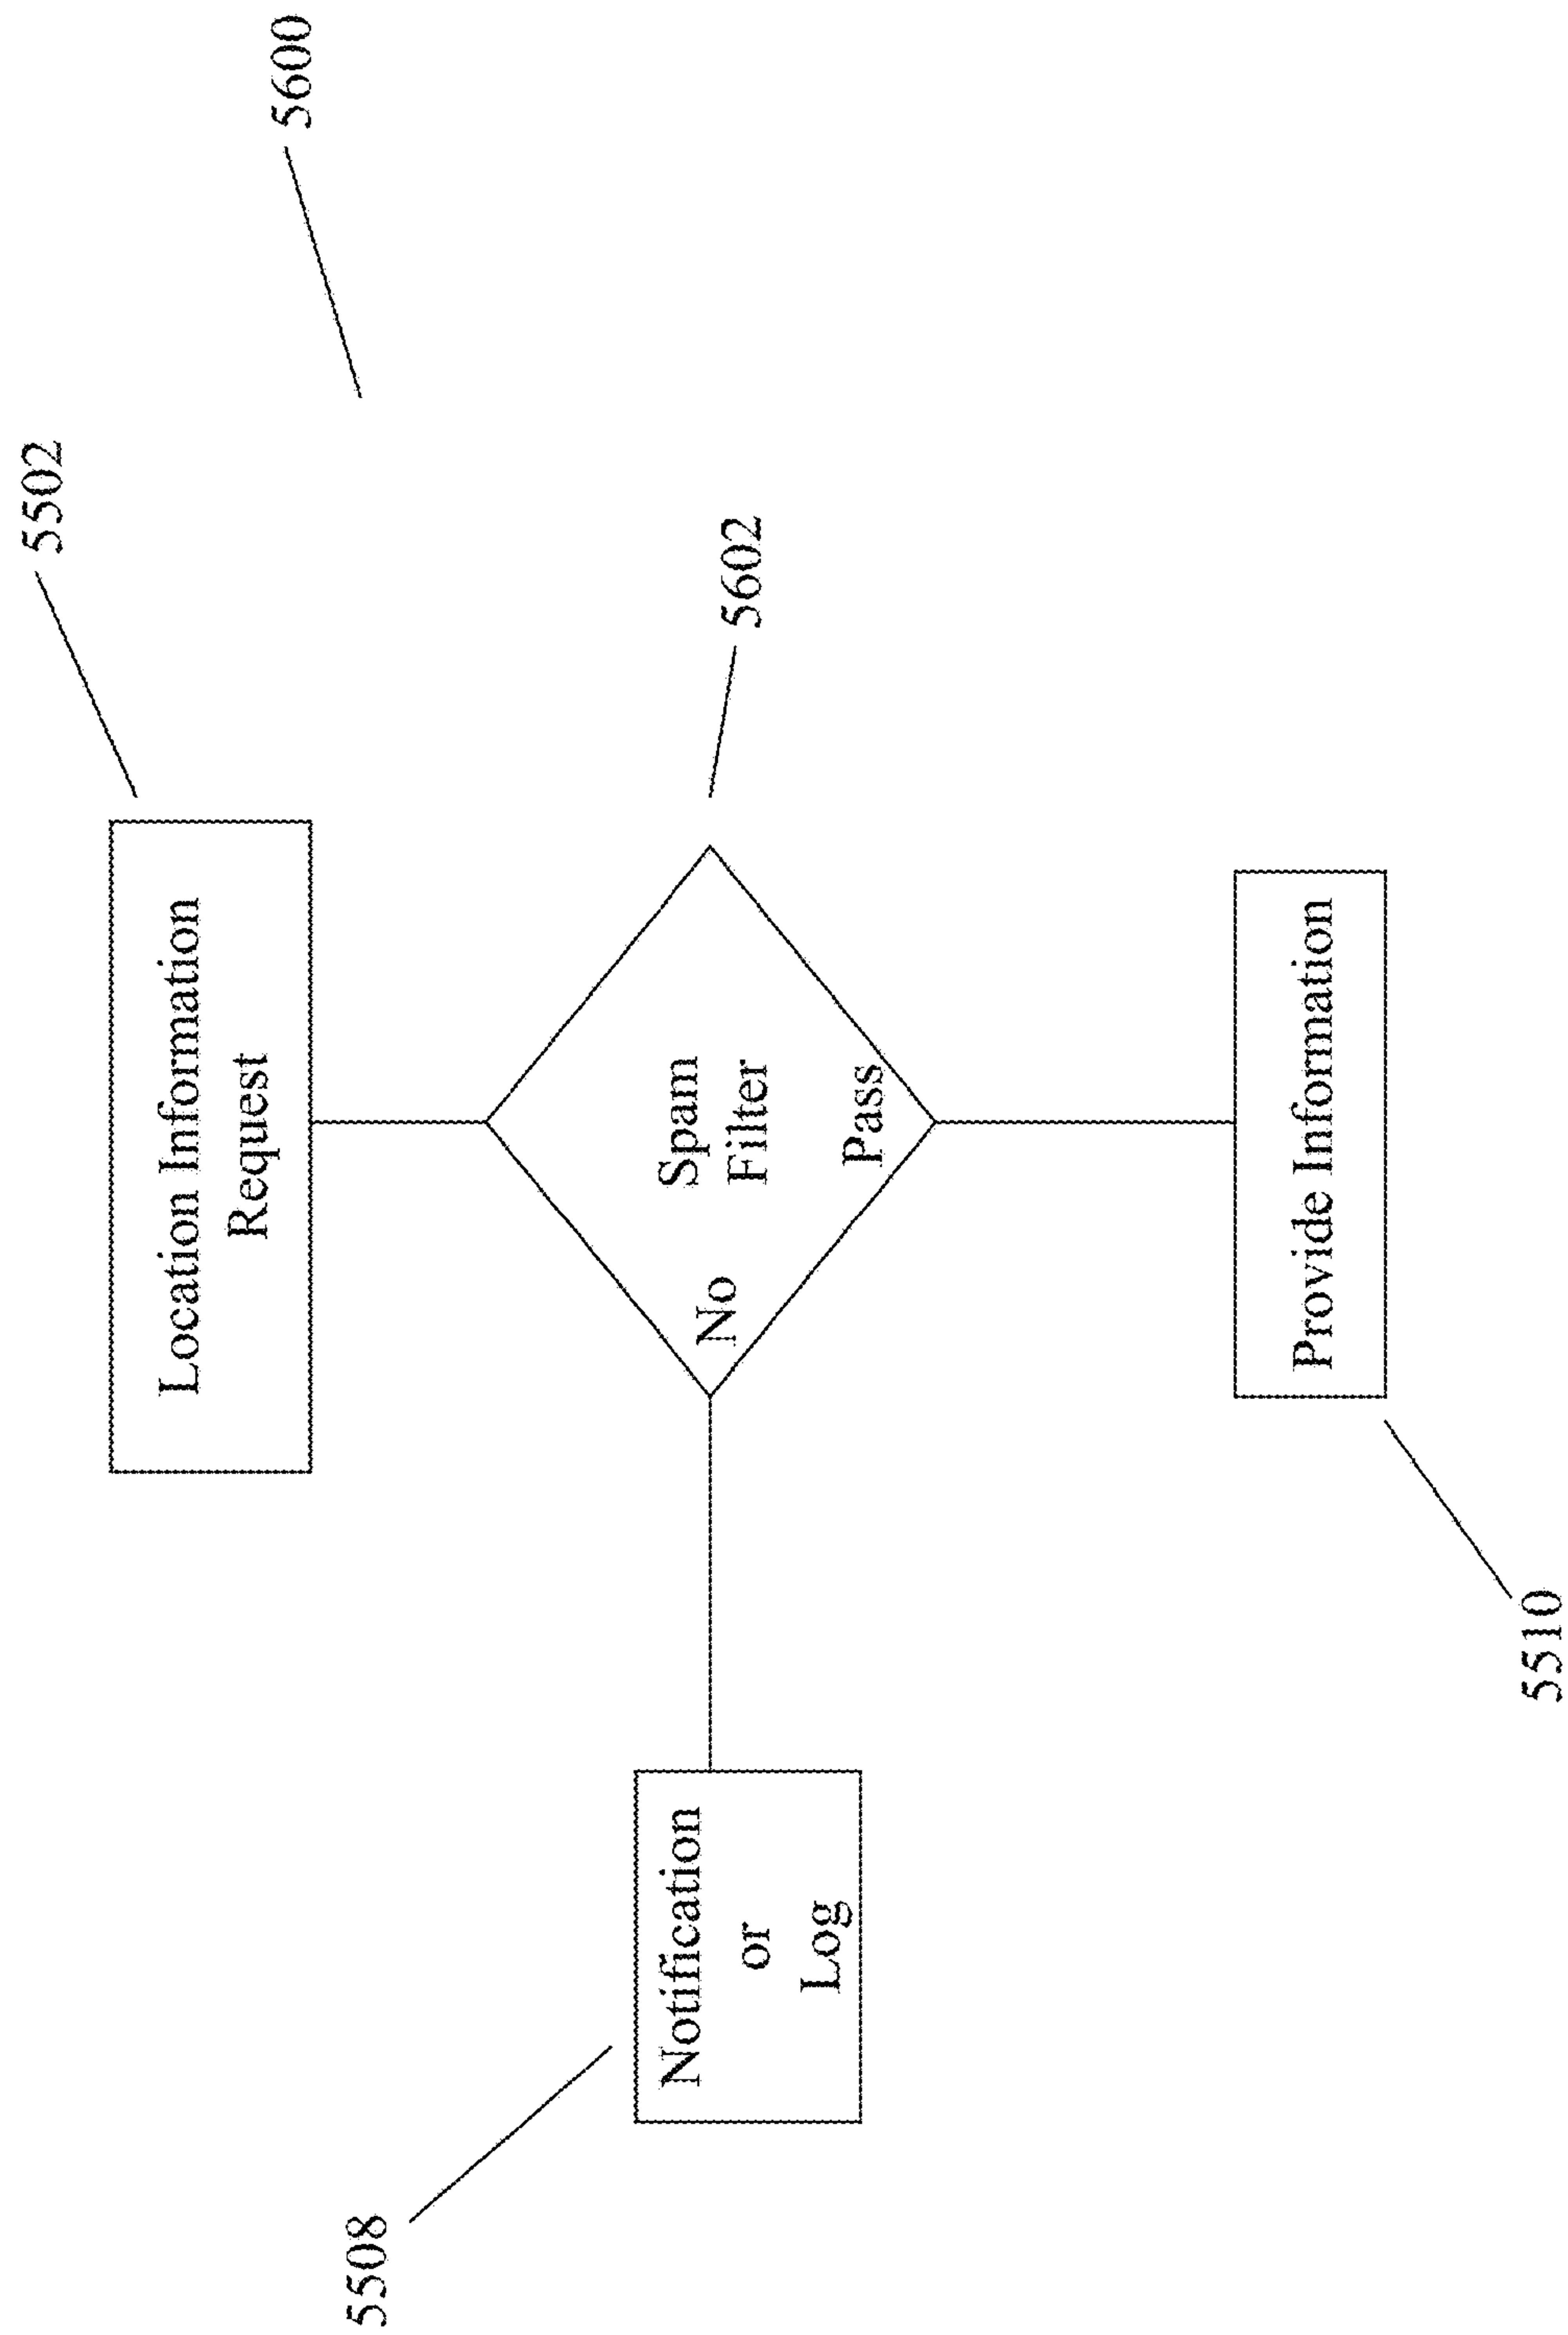 5600
5502
Location Information
Request
5602
Spam
Filter
No
Pass
5508
Notification
or
Log
Provide Information
5510